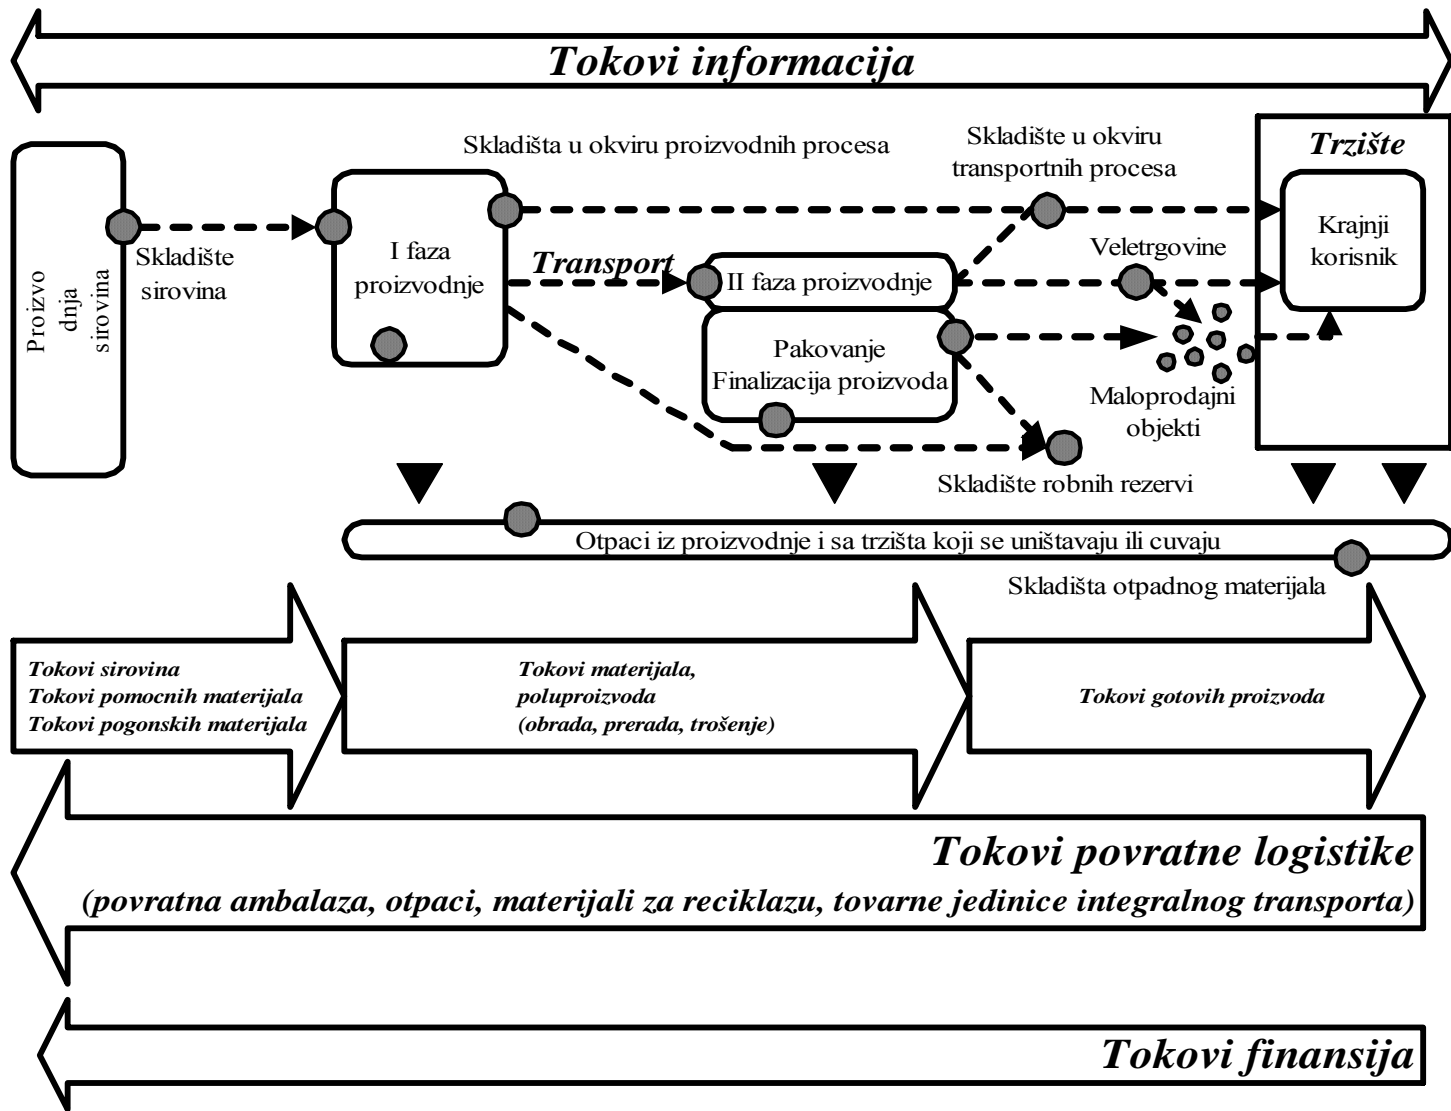 Tokovi informacija
Skladišta u okviru proizvodnih procesa
Skladište u okviru
transportnih procesa
Trzište
Proizvo
dnja
sirovina
Skladište
sirovina
I faza
proizvodnje
Transport
II faza proizvodnje
Pakovanje
Finalizacija proizvoda
Veletrgovine
Krajnji
korisnik
Maloprodajni
objekti
Skladište robnih rezervi
Otpaci iz proizvodnje i sa trzišta koji se uništavaju ili cuvaju
Skladišta otpadnog materijala
Tokovi sirovina
Tokovi pomocnih materijala
Tokovi pogonskih materijala
Tokovi materijala,
poluproizvoda
(obrada, prerada, trošenje)
Tokovi gotovih proizvoda
Tokovi povratne logistike
(povratna ambalaza, otpaci, materijali za reciklazu, tovarne jedinice integralnog transporta)
Tokovi finansija